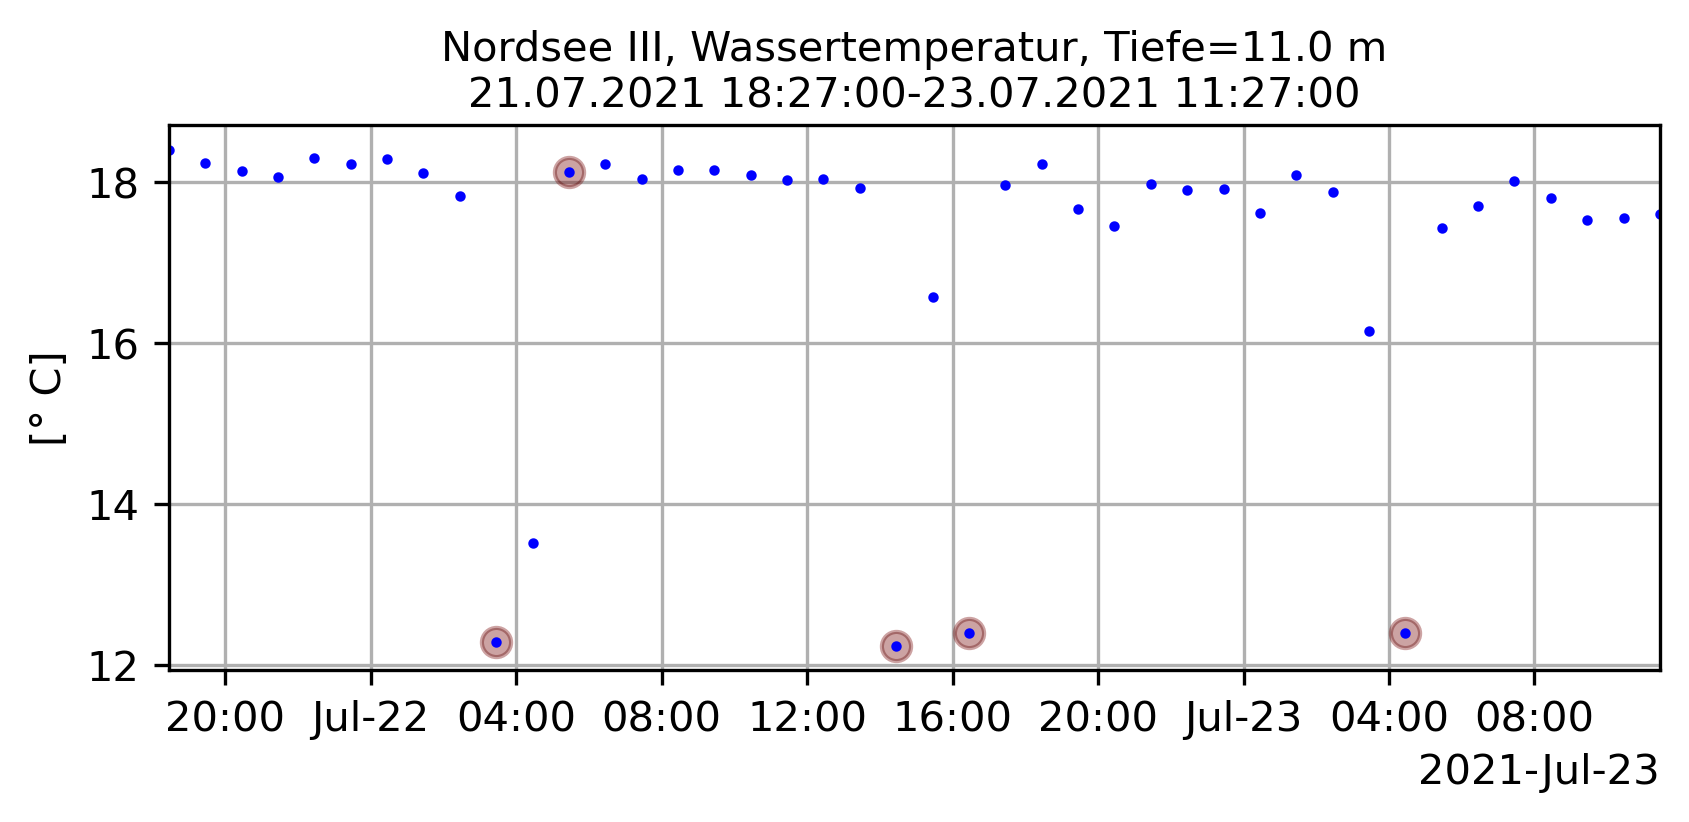 Nordsee III, Wassertemperatur, Tiefe=11.0 m
21.07.2021 18:27:00-23.07.2021 11:27:00
[° C]
18
16
14
12
20:00 Jul-22 04:00 08:00 12:00 16:00 20:00 Jul-23 04:00 08:00
2021-Jul-23